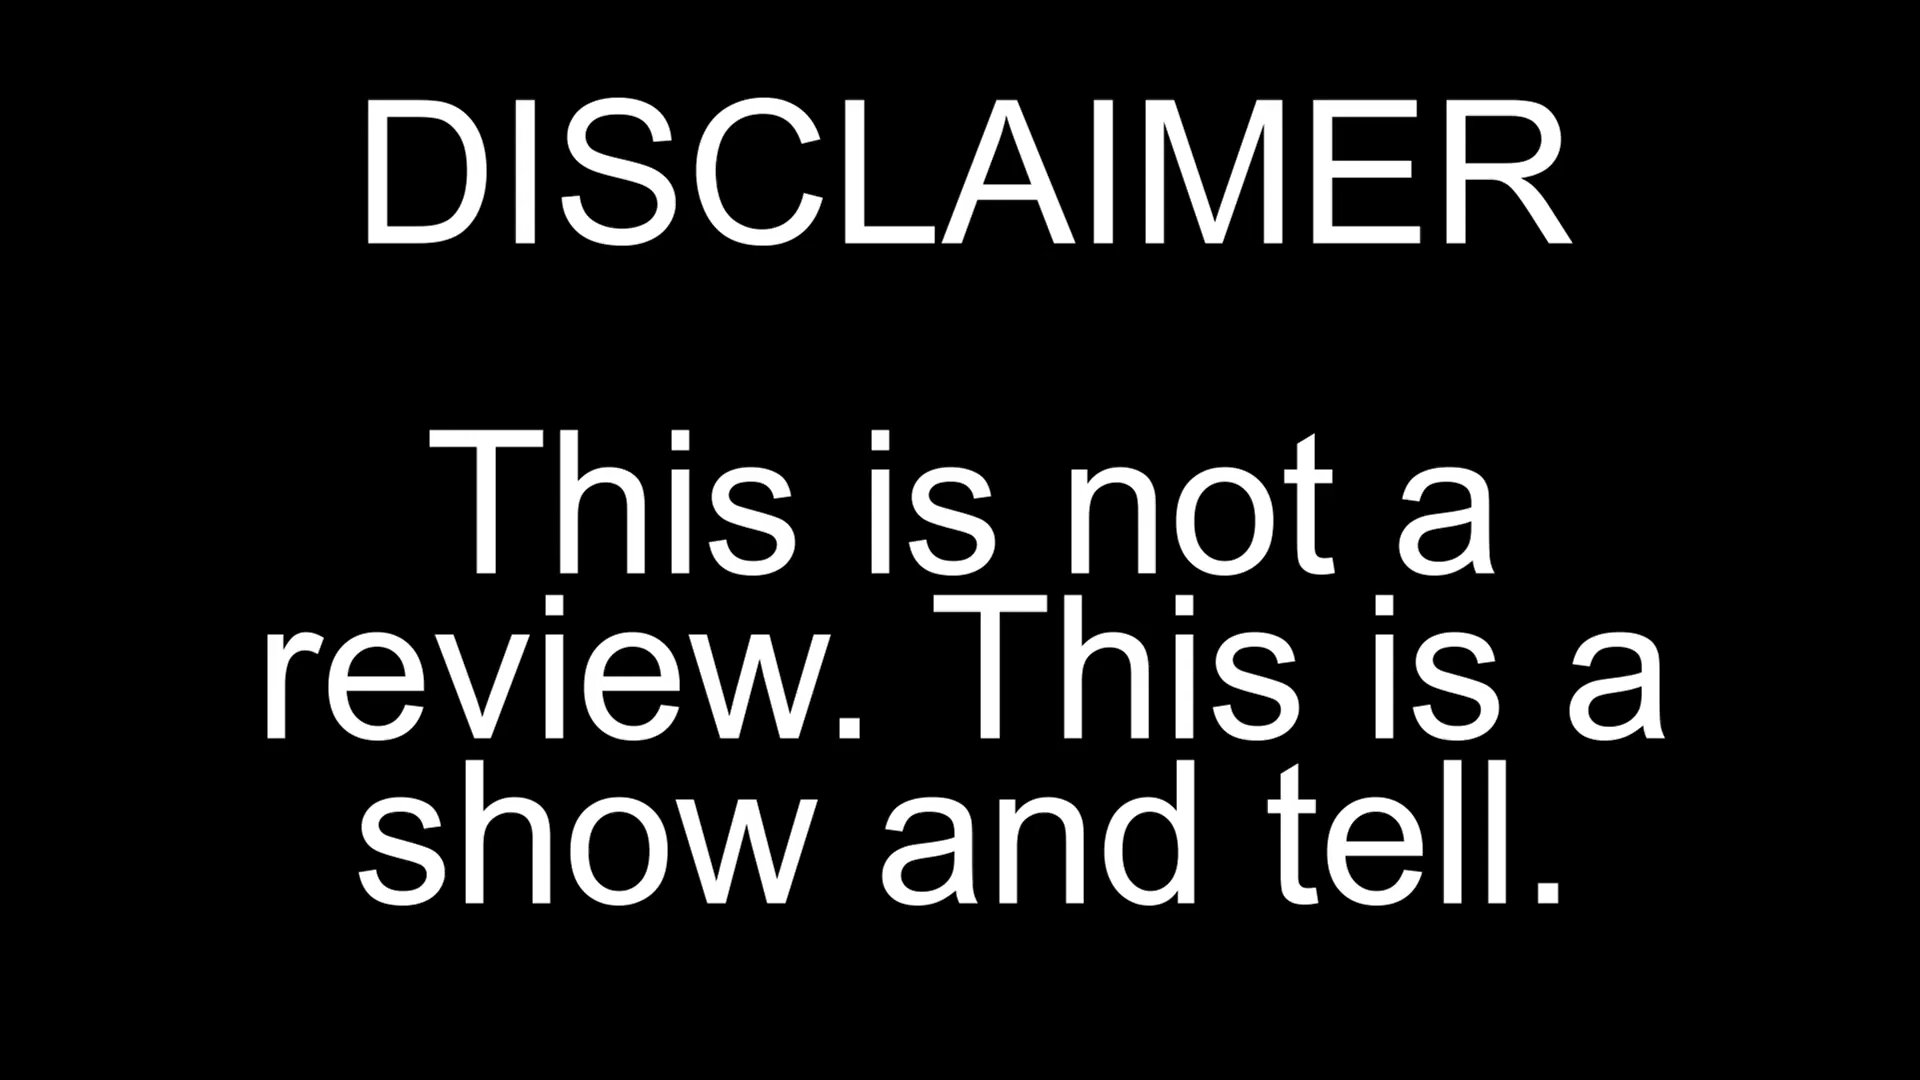 DISCLAIMER
This is not a
review. This is a
show and tell.